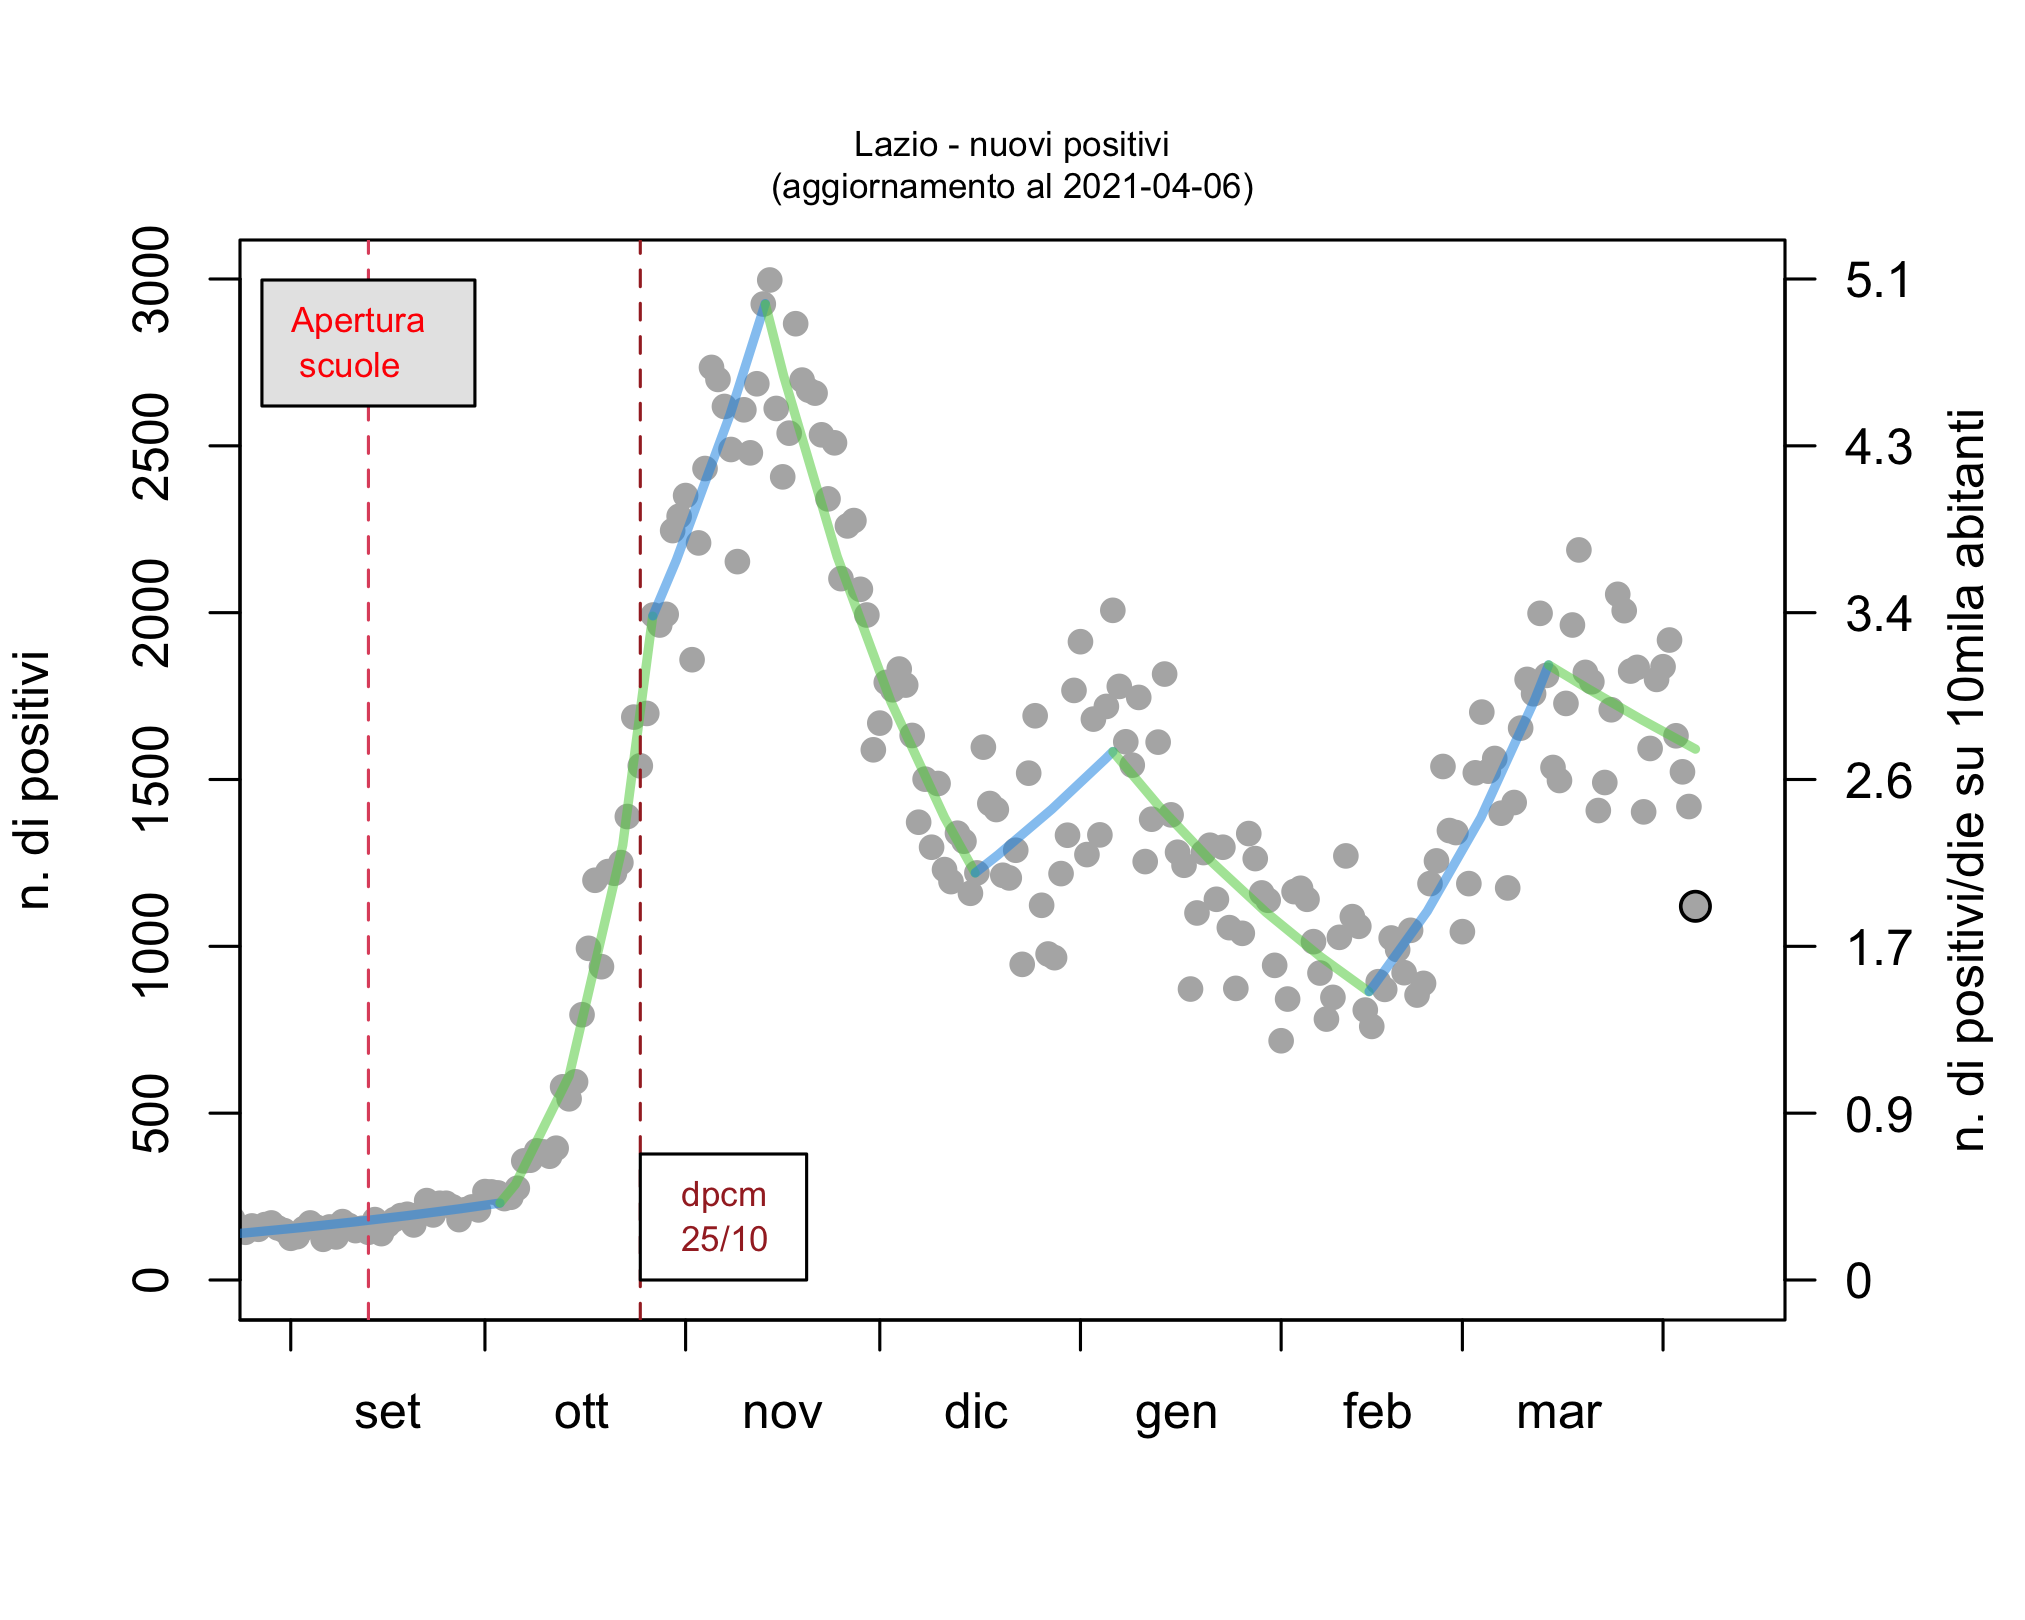 Lazio - nuovi positivi
(aggiornamento al 2021-04-06)
n. di positivi
3000
2500
2000
1500
1000
500
0
Apertura
scuole
dpcm
25/10
5.1
4.3
3.4
2.6
1.7
0.9
0
n. di positivi/die su 10mila abitanti
set ott nov dic gen feb mar